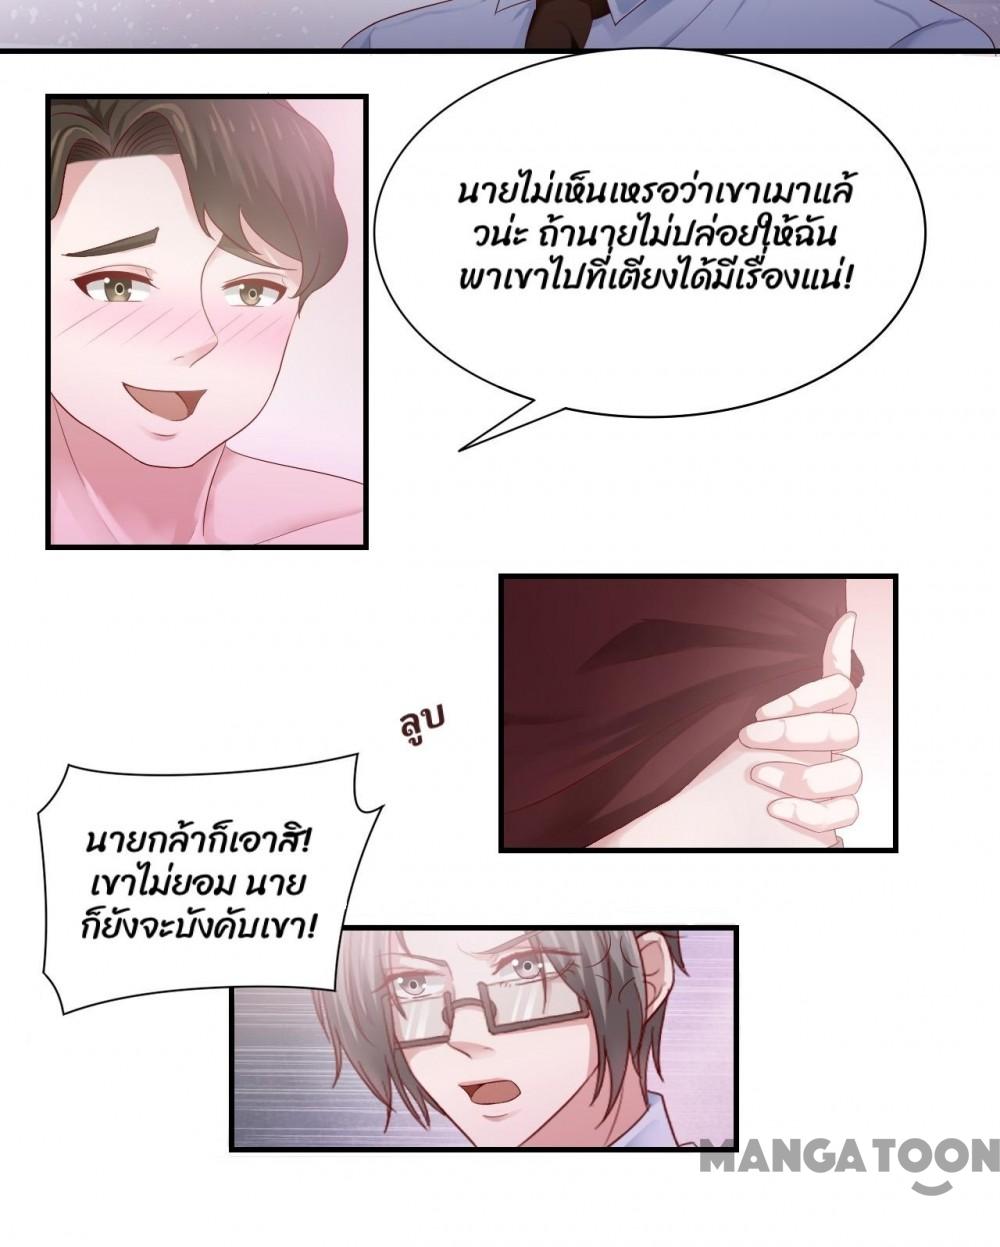 นายไม่เห็นเหรอว่าเขาเมาแล้
วน่ะ ถ้านายไม่ปล่อยให้ฉัน
พาเขาไปที่เตียงได้มีเรื่องแน่!
ลูบ
นายกล้าก็เอาสิ!
เขาไม่ยอม นาย
ก็ยังจะบังคับเขา!
MANGATOON